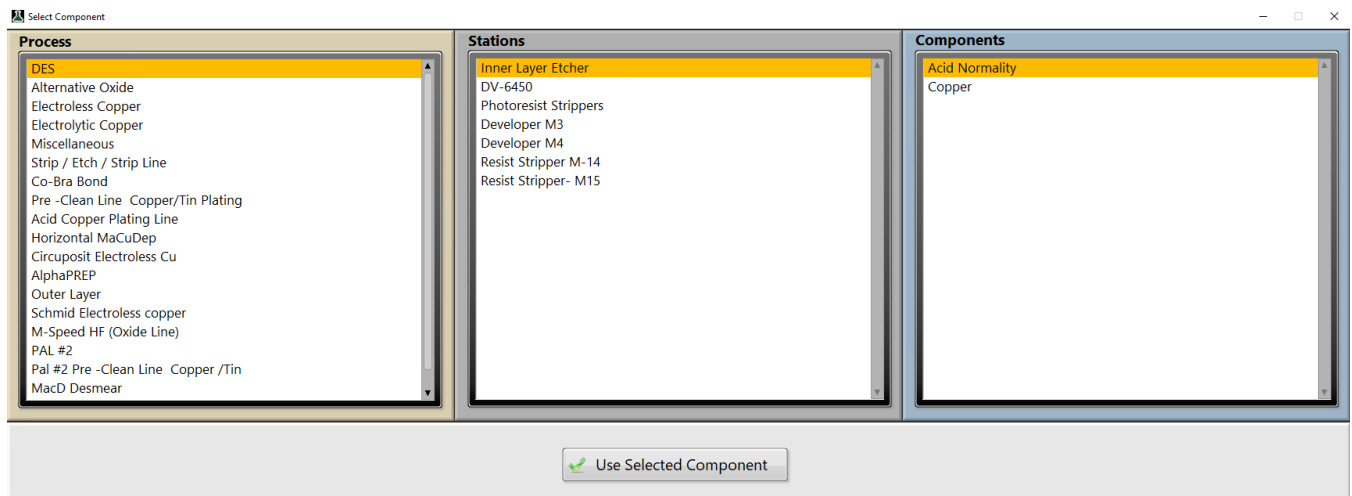 Select Component
Process
DES
Alternative Oxide
Electroless Copper
Electrolytic Copper
Miscellaneous
Strip / Etch / Strip Line
Co-Bra Bond
Pre -Clean Line  Copper/Tin Plating
Acid Copper Plating Line
Horizontal MaCuDep
Circuposit Electroless Cu
AlphaPREP
Outer Layer
Schmid Electroless copper
M-Speed HF (Oxide Line)
PAL #2
Pal #2 Pre -Clean Line  Copper /Tin
MacD Desmear
Stations
Inner Layer Etcher
DV-6450
Photoresist Strippers
Developer M3
Developer M4
Resist Stripper M-14
Resist Stripper- M15
Components
Acid Normality
Copper
Use Selected Component